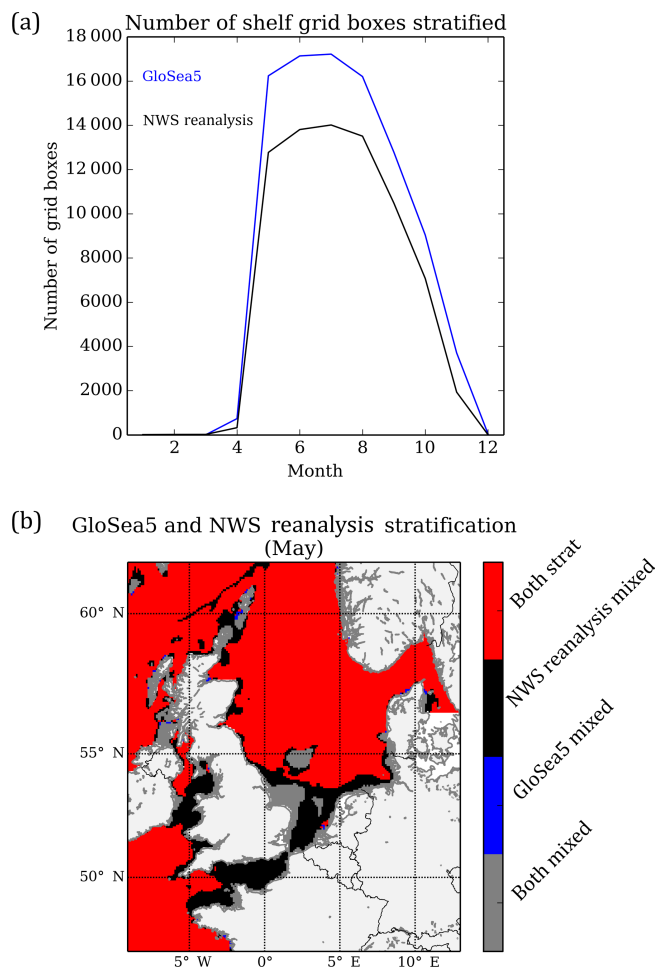 (a)
Number of shelf grid boxes stratified
18 000
16 000
14 000
12 000
10 000
8000
6000
4000
2000
0
Number of grid boxes
GloSea5
NWS reanalysis
2 4 6 8 10 12
Month
(b)
GloSea5 and NWS reanalysis stratification
(May)
60° N
55° N
50° N
5° W 0° 5° E 10° E
Both strat
NWS reanalysis mixed
GloSea5 mixed
Both mixed